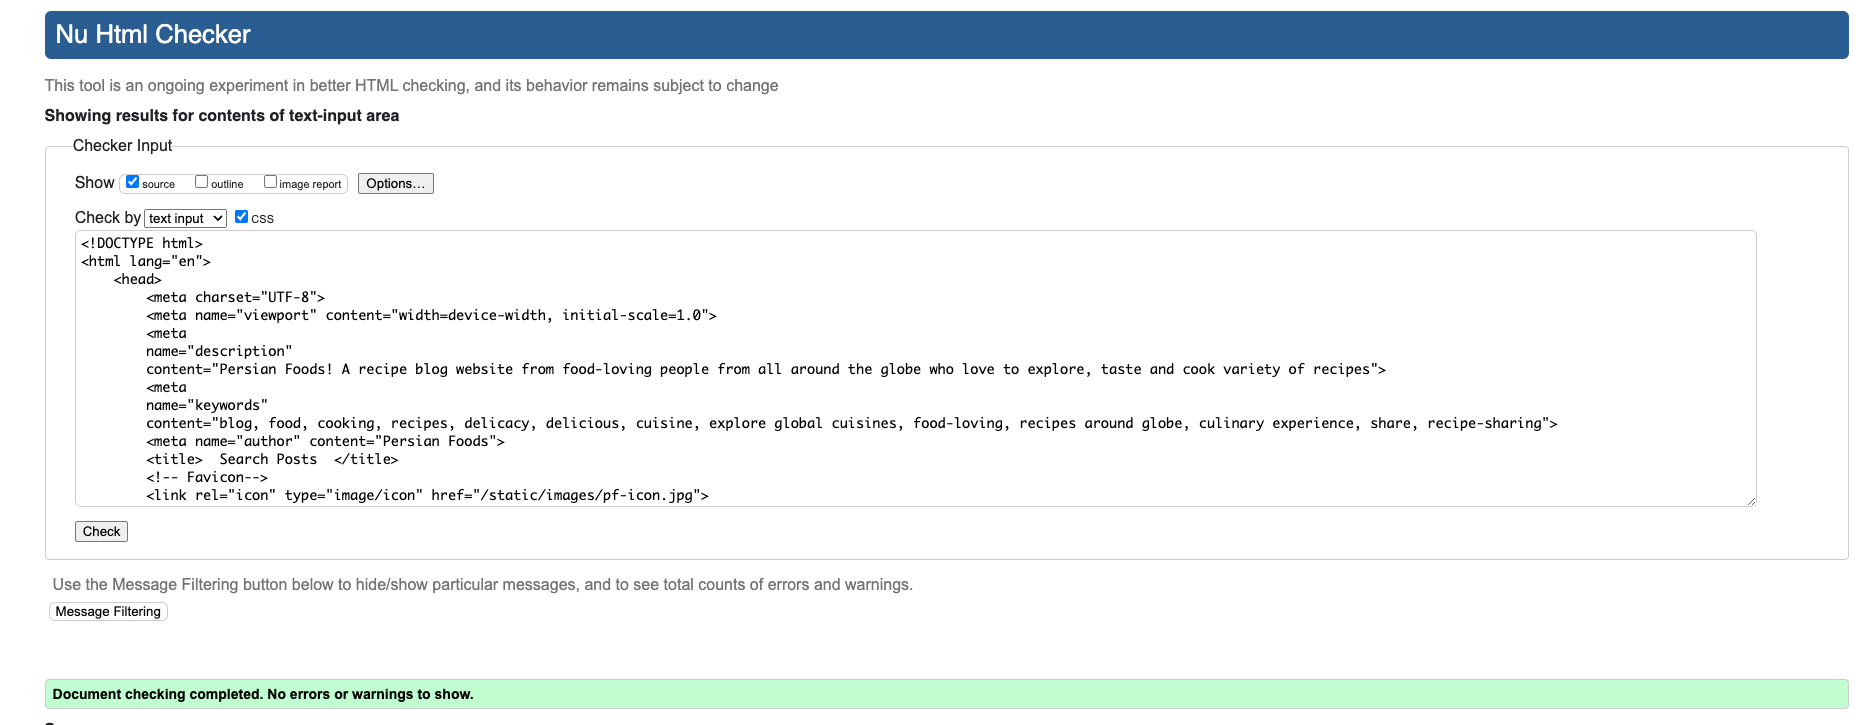 Nu Html Checker
This tool is an ongoing experiment in better HTML checking, and its behavior remains subject to change
Showing results for contents of text-input area
Checker Input
Show source outline image report Options...
Check by text input css
<!DOCTYPE html>
<html lang="en">
    <head>
        <meta charset="UTF-8">
        <meta name="viewport" content="width=device-width, initial-scale=1.0">
        <meta
        name="description"
        content="Persian Foods! A recipe blog website from food-loving people from all around the globe who love to explore, taste and cook variety of recipes">
        <meta
        name="keywords"
        content="blog, food, cooking, recipes, delicacy, delicious, cuisine, explore global cuisines, food-loving, recipes around globe, culinary experience, share, recipe-sharing">
        <meta name="author" content="Persian Foods">
        <title>  Search Posts  </title>
        <!-- Favicon-->
        <link rel="icon" type="image/icon" href="/static/images/pf-icon.jpg">
Check
Use the Message Filtering button below to hide/show particular messages, and to see total counts of errors and warnings.
Message Filtering
Document checking completed. No errors or warnings to show.